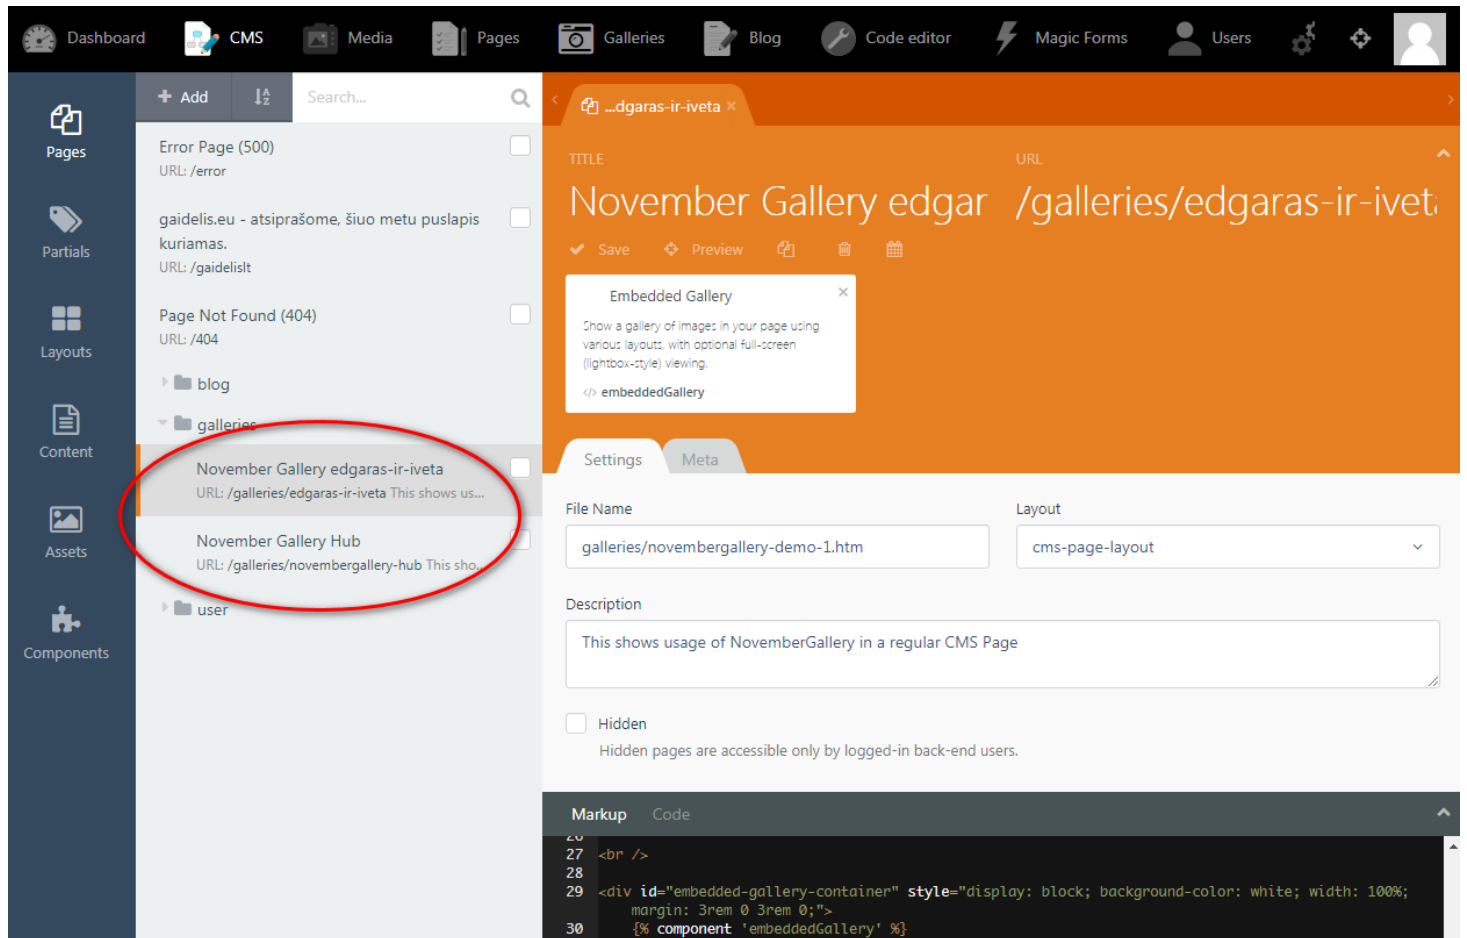 Dashboard CMS Media Pages Galleries Blog Code editor Magic Forms Users
Pages
Partials
Layouts
Content
Assets
Components
+ Add Search...
Error Page (500)
URL: /error
gaidelis.eu - atsiprašome, šiuo metu puslapis
kuriamas.
URL: /gaidelislt
Page Not Found (404)
URL: /404
blog
galleries
November Gallery edgaras-ir-iveta
URL: /galleries/edgaras-ir-iveta This shows us...
November Gallery Hub
URL: /galleries/novembergallery-hub This sho...
user
...dgaras-ir-iveta ×
TITLE URL
November Gallery edgar /galleries/edgaras-ir-iveta
Save Preview
Embedded Gallery ×
Show a gallery of images in your page using
various layouts, with optional full-screen
(lightbox-style) viewing.
</> embeddedGallery
Settings Meta
File Name Layout
galleries/novembergallery-demo-1.htm cms-page-layout
Description
This shows usage of NovemberGallery in a regular CMS Page
Hidden
Hidden pages are accessible only by logged-in back-end users.
Markup Code
26
27 <br />
28
29 <div id="embedded-gallery-container" style="display: block; background-color: white; width: 100%;
margin: 3rem 0 3rem 0;">
30 {% component 'embeddedGallery' %}